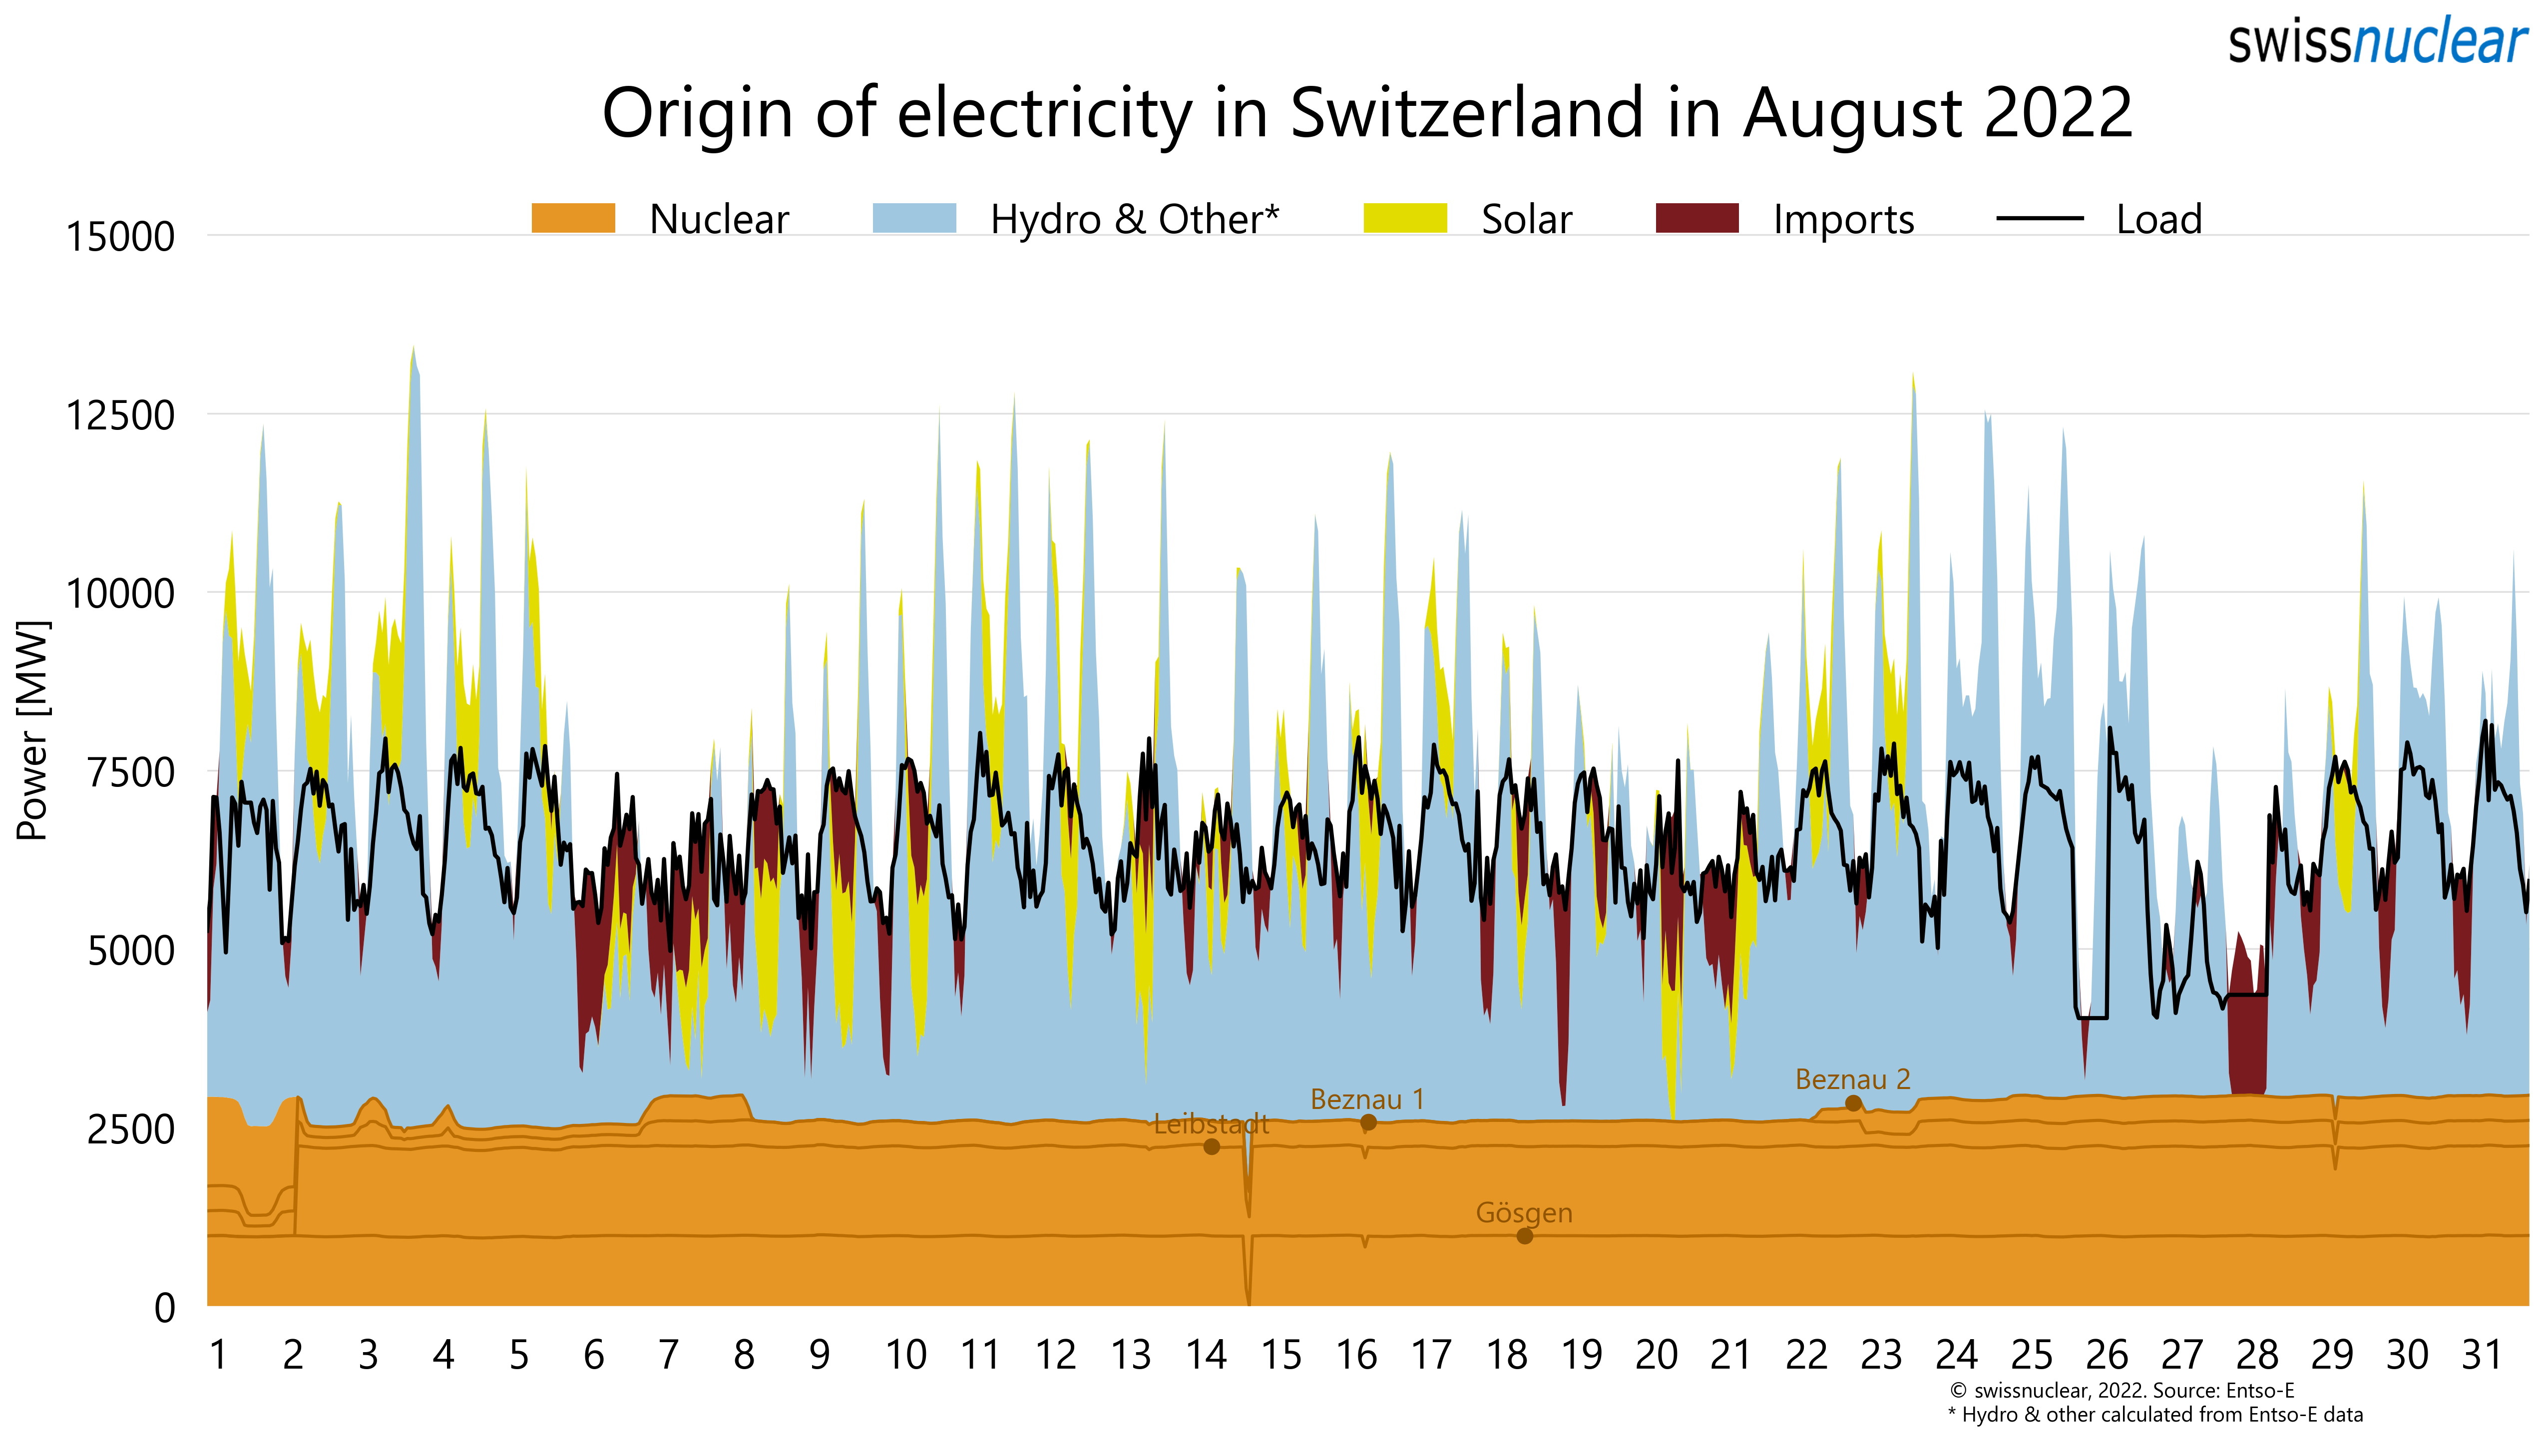 swissnuclear
Origin of electricity in Switzerland in August 2022
Nuclear Hydro & Other* Solar Imports Load
15000
12500
10000
7500
5000
2500
0
Power [MW]
Beznau 2
Beznau 1
Leibstadt
Gösgen
1 2 3 4 5 6 7 8 9 10 11 12 13 14 15 16 17 18 19 20 21 22 23 24 25 26 27 28 29 30 31
© swissnuclear, 2022. Source: Entso-E
* Hydro & other calculated from Entso-E data